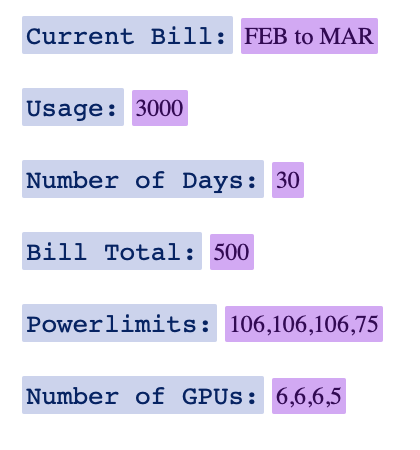 Current Bill: FEB to MAR
Usage: 3000
Number of Days: 30
Bill Total: 500
Powerlimits: 106,106,106,75
Number of GPUs: 6,6,6,5